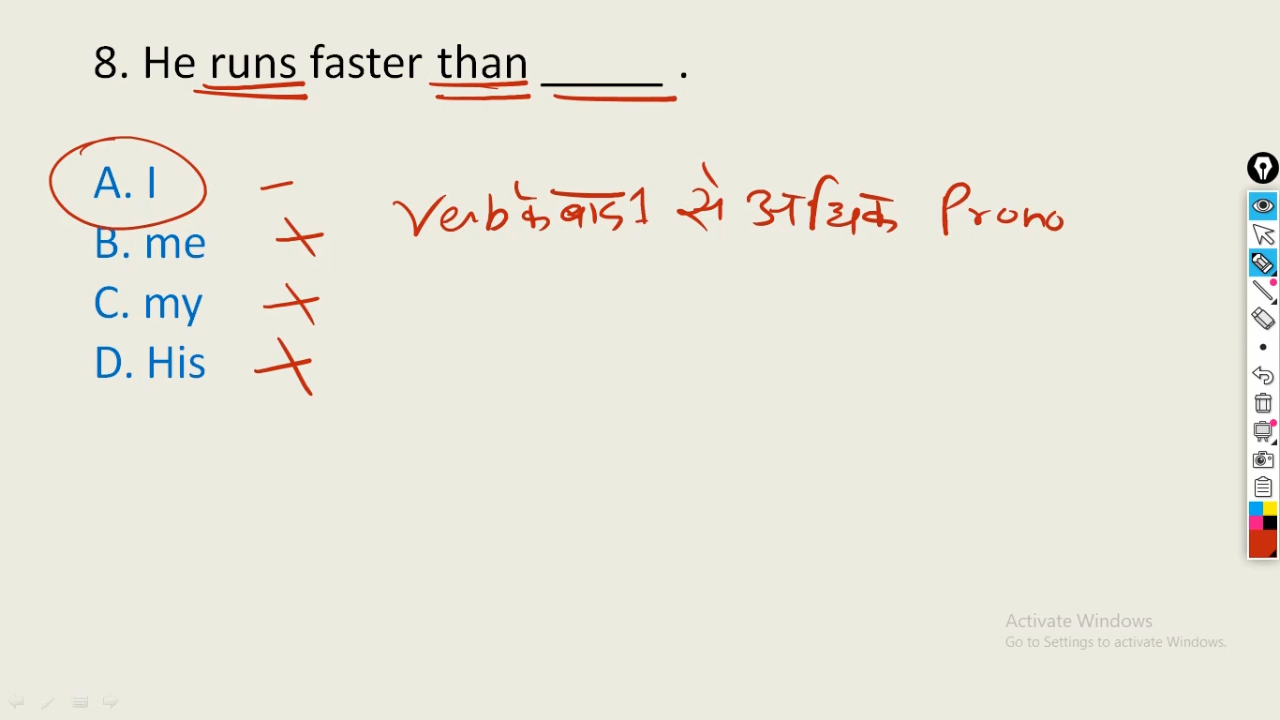 8. He runs faster than ______ .
A. I
B. me
C. my
D. His
Verb के बाद 1 से अधिक Prono
Activate Windows
Go to Settings to activate Windows.